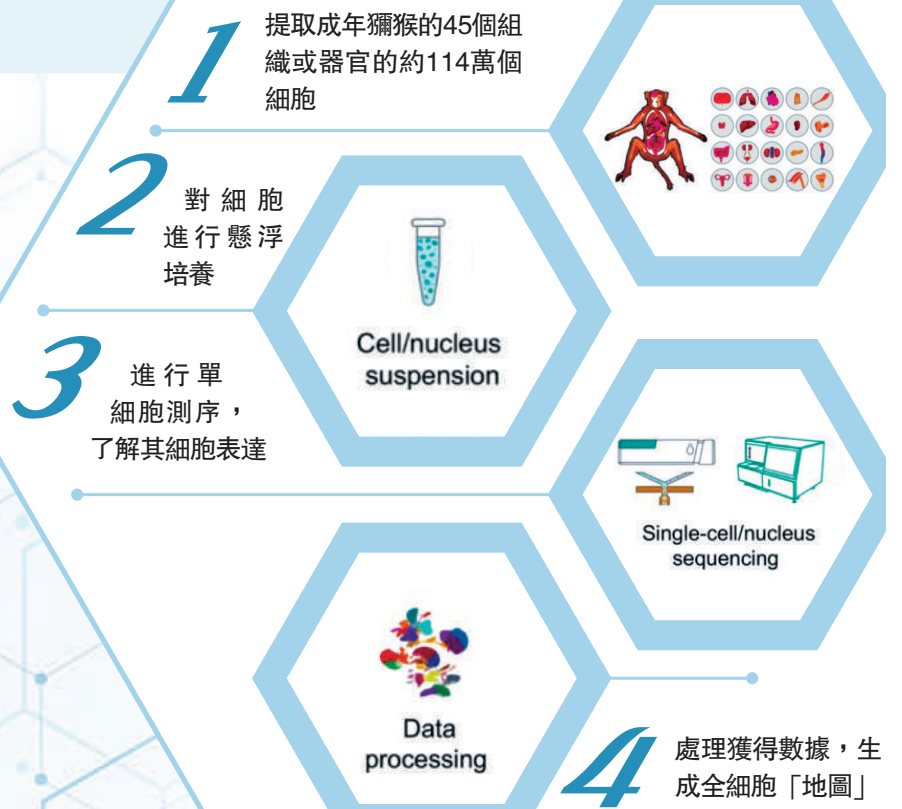 1
提取成年獼猴的45個組
織或器官的約114萬個
細胞
2
對細胞
進行懸浮
培養
Cell/nucleus
suspension
3
進行單
細胞測序，
了解其細胞表達
Single-cell/nucleus
sequencing
Data
processing
4
處理獲得數據，生
成全細胞「地圖」